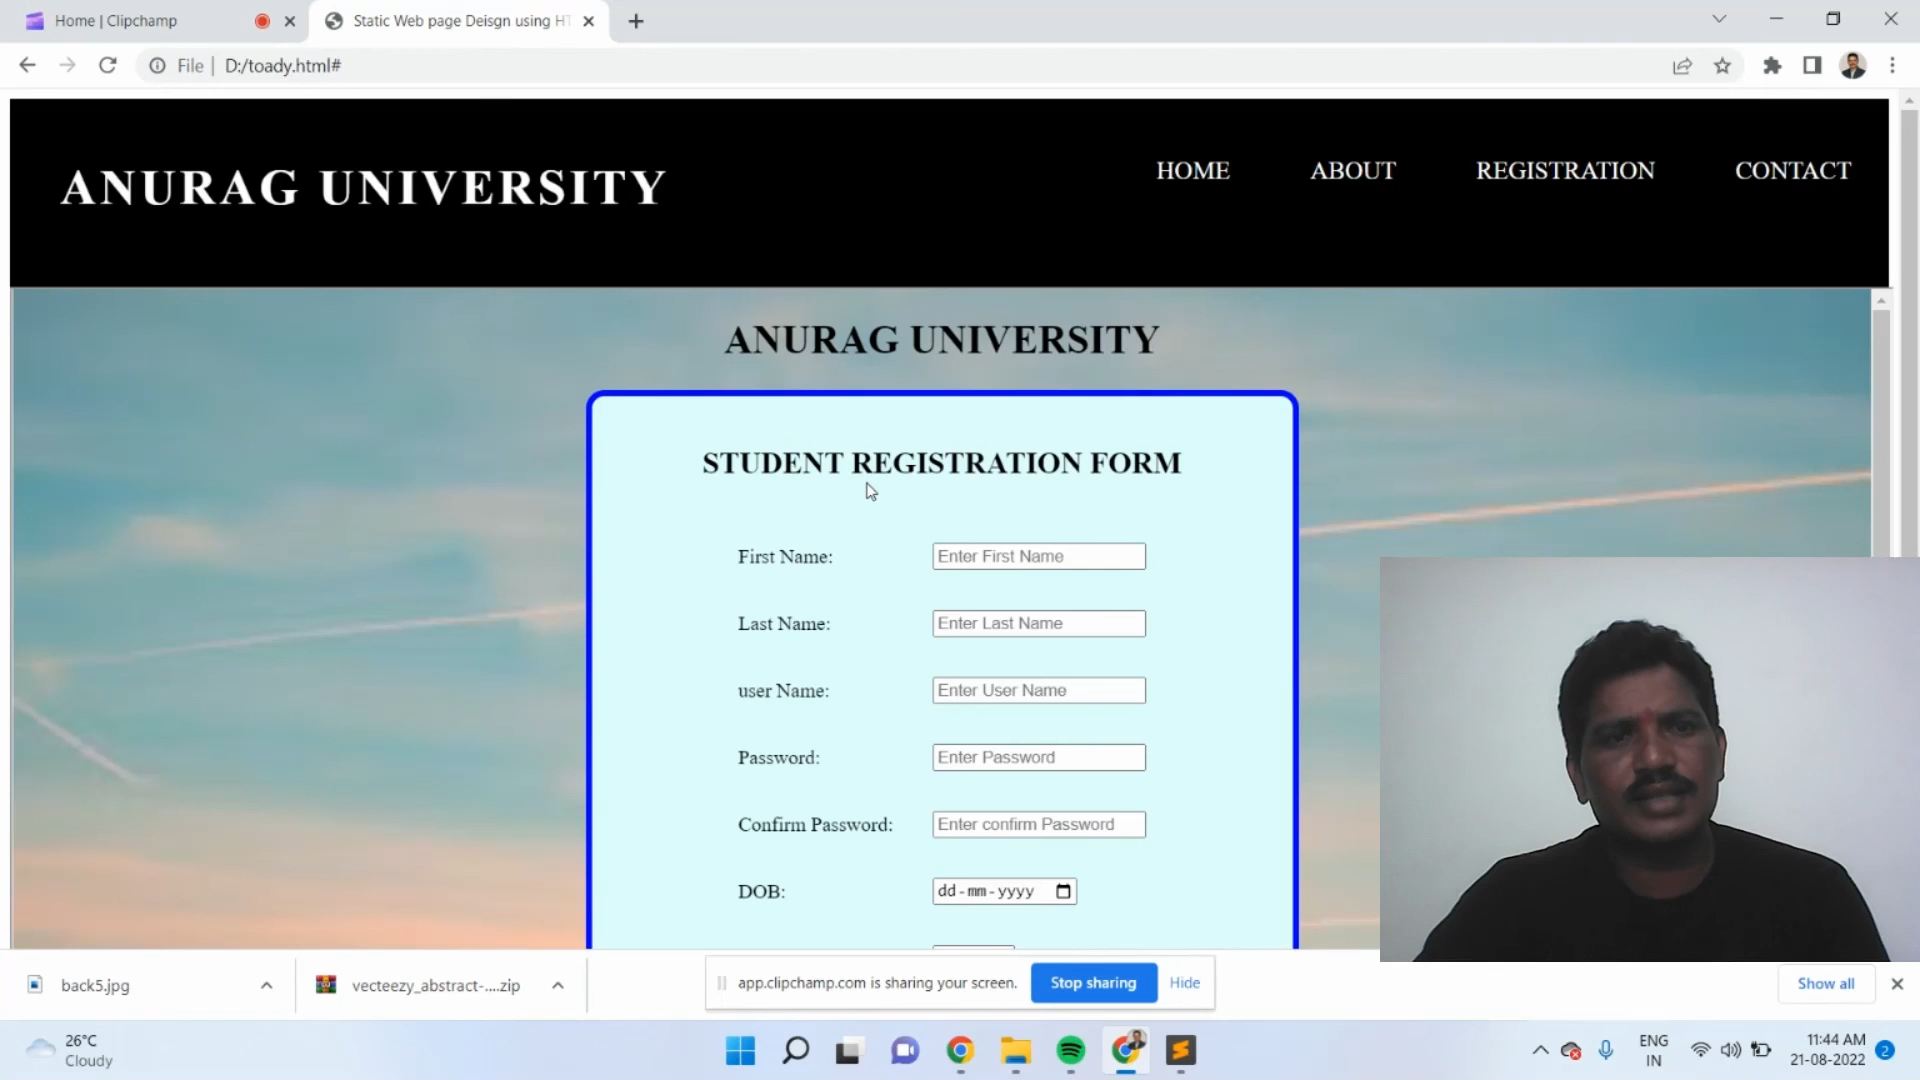 Home | Clipchamp
Static Web page Deisgn using HT
File | D:/toady.html#
ANURAG UNIVERSITY
HOME ABOUT REGISTRATION CONTACT
ANURAG UNIVERSITY
STUDENT REGISTRATION FORM
First Name: Enter First Name
Last Name: Enter Last Name
user Name: Enter User Name
Password: Enter Password
Confirm Password: Enter confirm Password
DOB: dd-mm-yyyy
back5.jpg
vecteezy_abstract-....zip
app.clipchamp.com is sharing your screen. Stop sharing Hide
Show all
26°C
Cloudy
ENG
IN
11:44 AM
21-08-2022
2